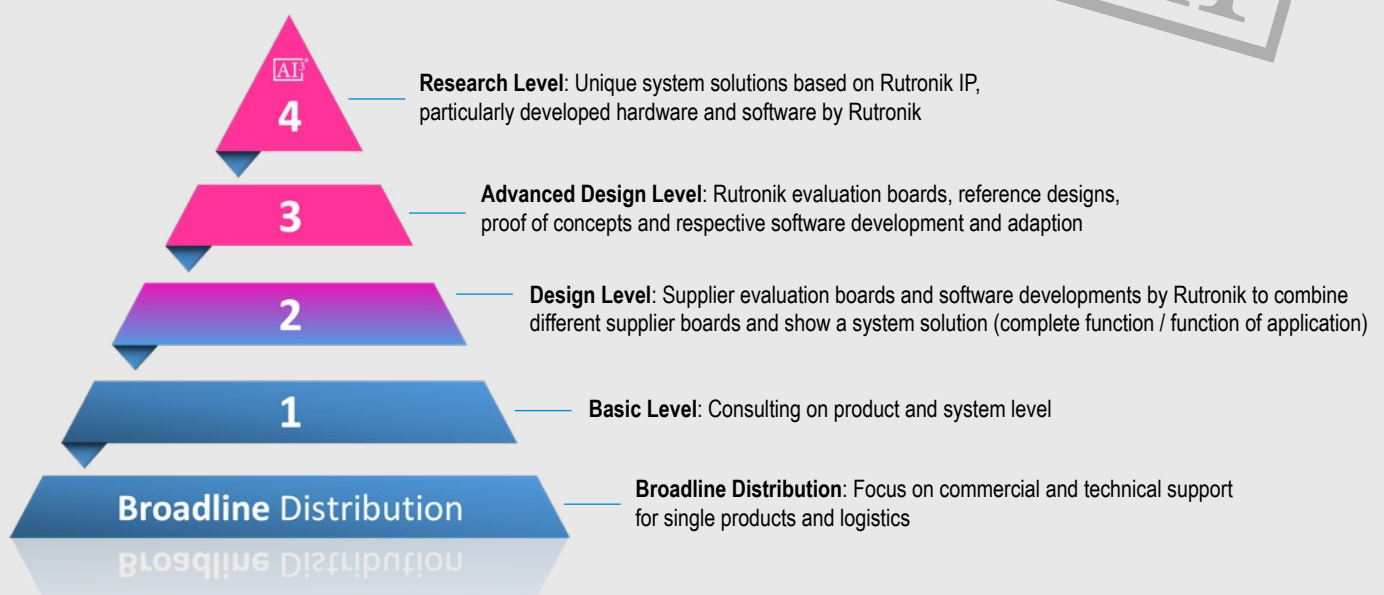 AI³*
4
Research Level: Unique system solutions based on Rutronik IP,
particularly developed hardware and software by Rutronik
3
Advanced Design Level: Rutronik evaluation boards, reference designs,
proof of concepts and respective software development and adaption
2
Design Level: Supplier evaluation boards and software developments by Rutronik to combine
different supplier boards and show a system solution (complete function / function of application)
1
Basic Level: Consulting on product and system level
Broadline Distribution
Broadline Distribution: Focus on commercial and technical support
for single products and logistics
Broadline Distribution